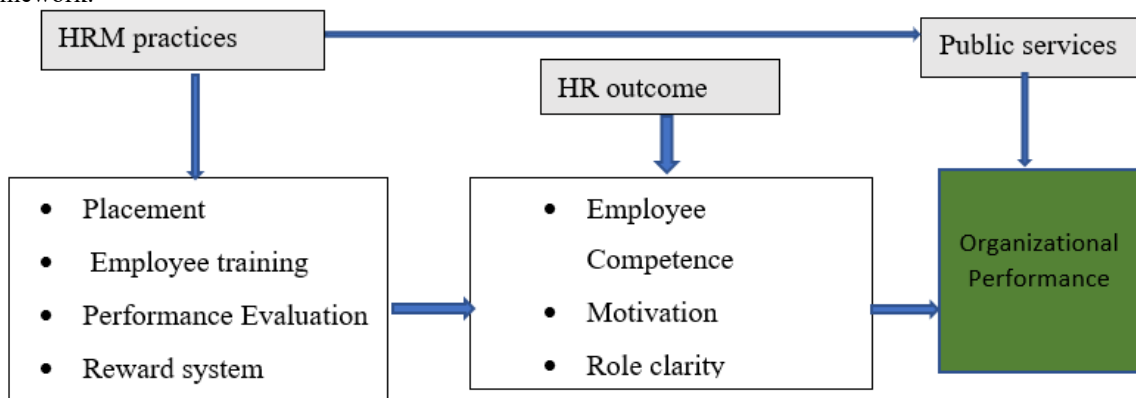 HRM practices
Public services
HR outcome
• Placement
• Employee training
• Performance Evaluation
• Reward system
• Employee
Competence
• Motivation
• Role clarity
Organizational
Performance